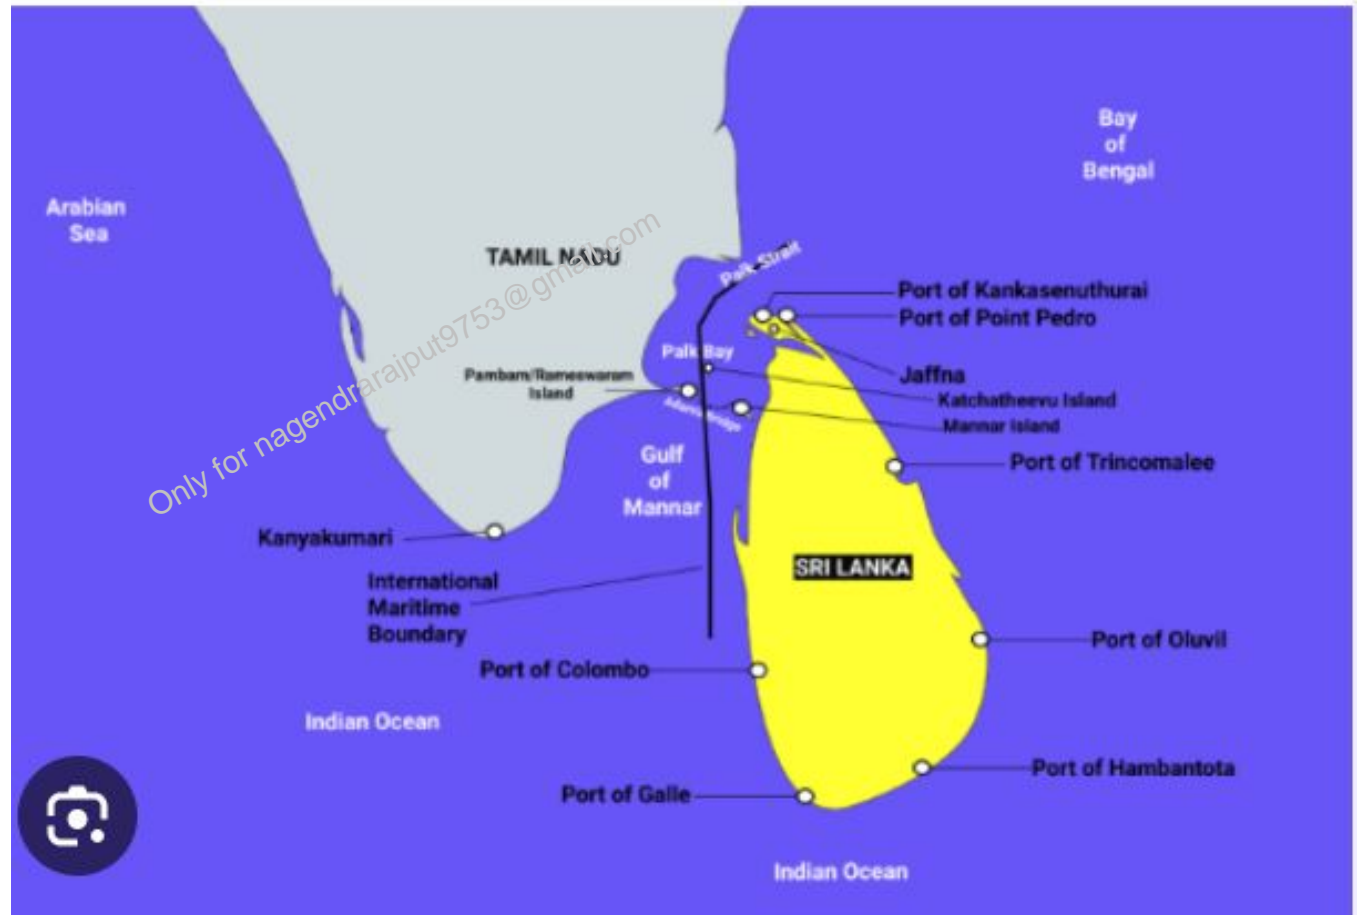 Bay
of
Bengal
Arabian
Sea
TAMIL NADU
Palk Strait
Port of Kankasenuthurai
Port of Point Pedro
Palk Bay
Pambam/Rameswaram
Island
Jaffna
Katchatheevu Island
Mannar Island
Only for nagendrarajput9753@gmail.com
Gulf
of
Mannar
Port of Trincomalee
Kanyakumari
International
Maritime
Boundary
SRI LANKA
Port of Oluvil
Port of Colombo
Indian Ocean
Port of Hambantota
Port of Galle
Indian Ocean